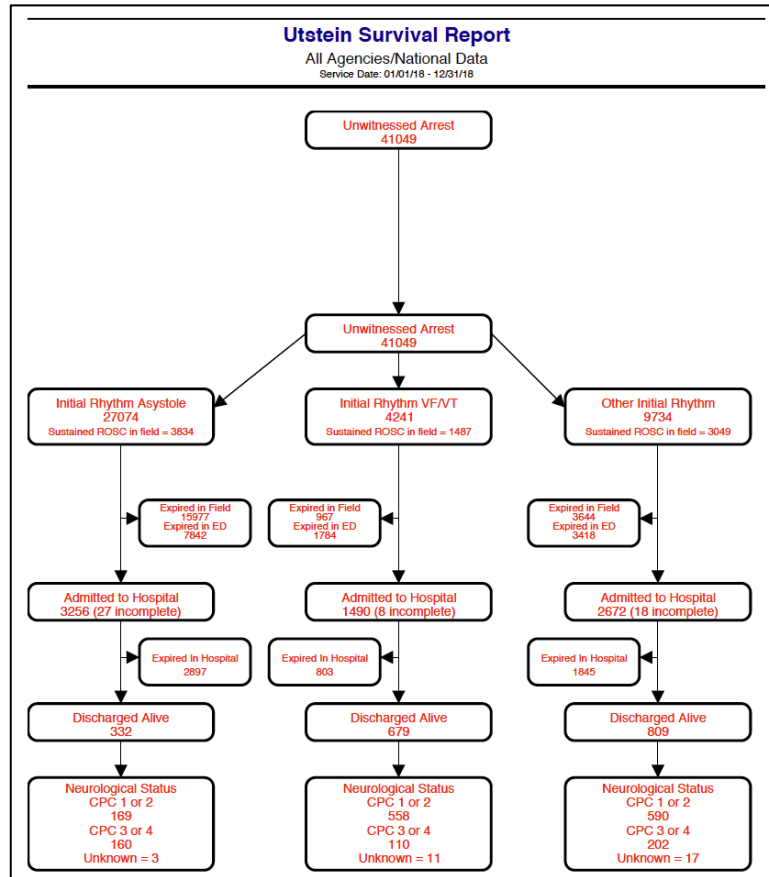 Utstein Survival Report
All Agencies/National Data
Service Date: 01/01/18 - 12/31/18
Unwitnessed Arrest
41049
Unwitnessed Arrest
41049
Initial Rhythm Asystole
27074
Sustained ROSC in field = 3834
Initial Rhythm VF/VT
4241
Sustained ROSC in field = 1487
Other Initial Rhythm
9734
Sustained ROSC in field = 3049
Expired in Field
15977
Expired in ED
7842
Expired in Field
967
Expired in ED
1784
Expired in Field
3644
Expired in ED
3418
Admitted to Hospital
3256 (27 incomplete)
Admitted to Hospital
1490 (8 incomplete)
Admitted to Hospital
2672 (18 incomplete)
Expired In Hospital
2897
Expired In Hospital
803
Expired In Hospital
1845
Discharged Alive
332
Discharged Alive
679
Discharged Alive
809
Neurological Status
CPC 1 or 2
169
CPC 3 or 4
160
Unknown = 3
Neurological Status
CPC 1 or 2
558
CPC 3 or 4
110
Unknown = 11
Neurological Status
CPC 1 or 2
590
CPC 3 or 4
202
Unknown = 17